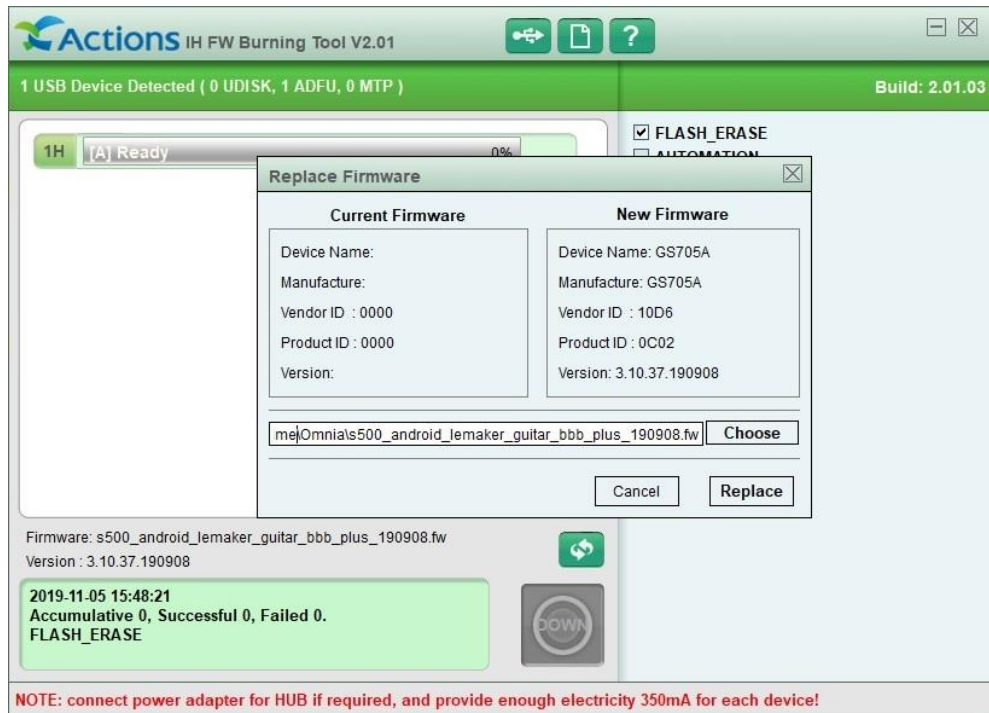 Actions IH FW Burning Tool V2.01
?
1 USB Device Detected ( 0 UDISK, 1 ADFU, 0 MTP )
Build: 2.01.03
1H [A] Ready 0%
FLASH_ERASE
AUTOMATION
Replace Firmware
Current Firmware
Device Name:
Manufacture:
Vendor ID : 0000
Product ID : 0000
Version:
New Firmware
Device Name: GS705A
Manufacture: GS705A
Vendor ID : 10D6
Product ID : 0C02
Version: 3.10.37.190908
me\Omnia\s500_android_lemaker_guitar_bbb_plus_190908.fw Choose
Cancel Replace
Firmware: s500_android_lemaker_guitar_bbb_plus_190908.fw
Version : 3.10.37.190908
2019-11-05 15:48:21
Accumulative 0, Successful 0, Failed 0.
FLASH_ERASE
DOWN
NOTE: connect power adapter for HUB if required, and provide enough electricity 350mA for each device!